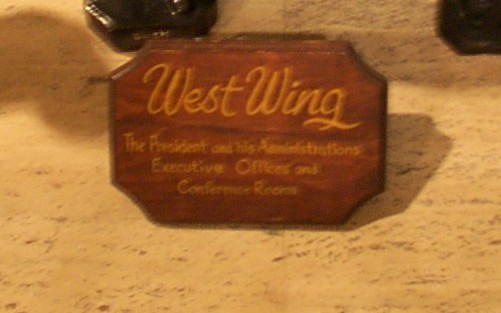 West Wing
The President and his Administrations
Executive Offices and
Conference Rooms